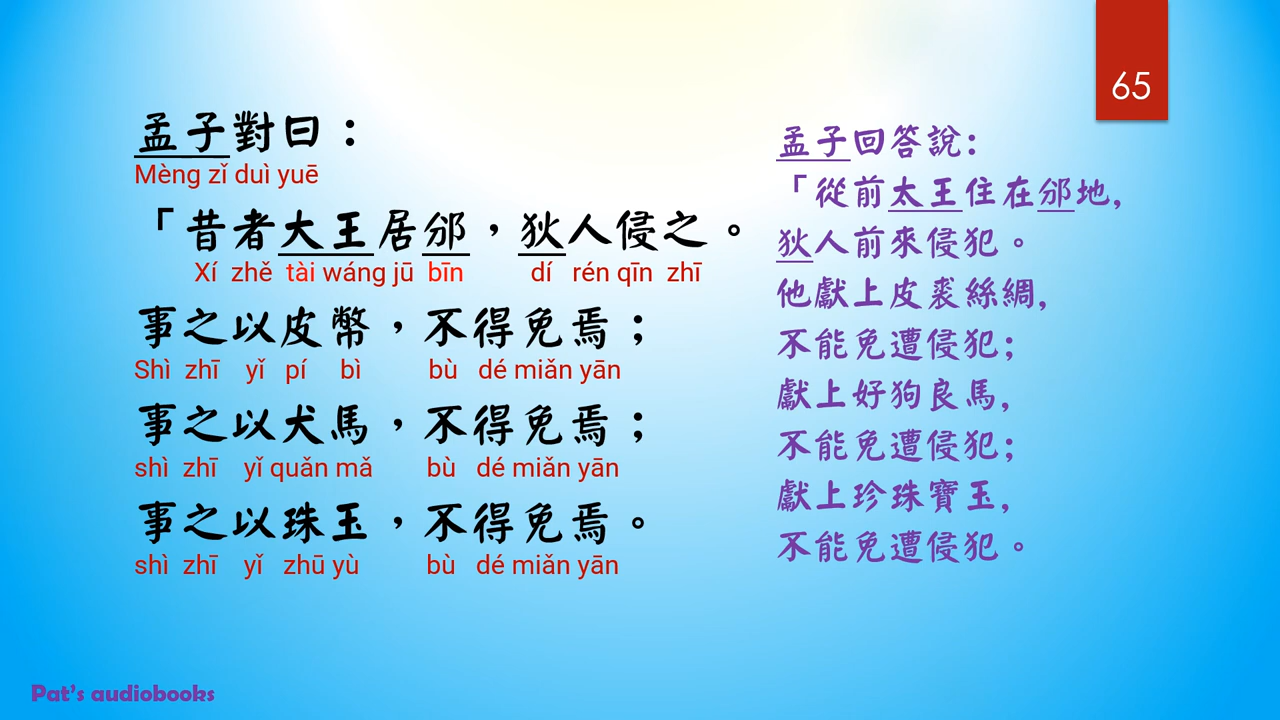 65
孟子對曰：
Mèng zǐ duì yuē
「昔者大王居邠，狄人侵之。
Xí zhě tài wáng jū bīn dí rén qīn zhī
事之以皮幣，不得免焉；
Shì zhī yǐ pí bì bù dé miǎn yān
事之以犬馬，不得免焉；
shì zhī yǐ quǎn mǎ bù dé miǎn yān
事之以珠玉，不得免焉。
shì zhī yǐ zhū yù bù dé miǎn yān
孟子回答說：
「從前太王住在邠地，
狄人前來侵犯。
他獻上皮裘絲綢，
不能免遭侵犯；
獻上好狗良馬，
不能免遭侵犯；
獻上珍珠寶玉，
不能免遭侵犯。
Pat's audiobooks